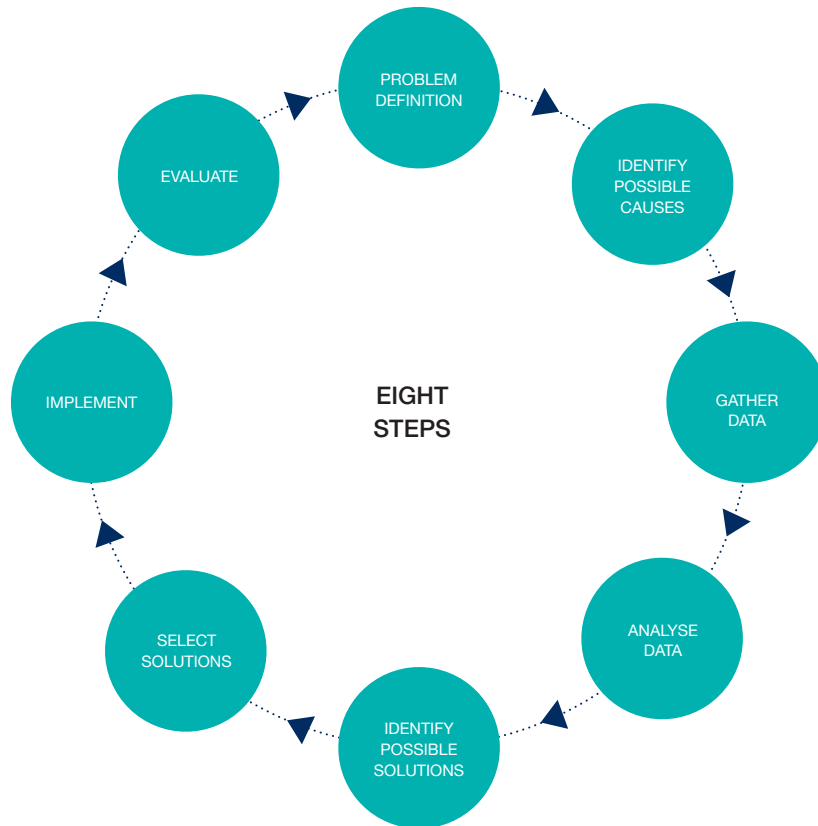 PROBLEM
DEFINITION
IDENTIFY
POSSIBLE
CAUSES
GATHER
DATA
ANALYSE
DATA
IDENTIFY
POSSIBLE
SOLUTIONS
SELECT
SOLUTIONS
IMPLEMENT
EVALUATE
EIGHT
STEPS